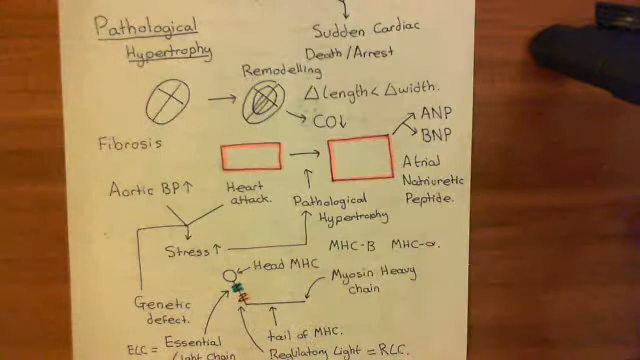 Pathological
Hypertrophy
Sudden Cardiac
Death/Arrest
Remodelling
Δ length < Δ width.
CO↓
Fibrosis
ANP
BNP
Atrial
Natriuretic
Peptide.
Aortic BP ↑
Heart
attack.
Pathological
Hypertrophy
Stress ↑
MHC-B MHC-α.
Head MHC
Myosin Heavy
chain
Genetic
defect.
tail of MHC.
ELC = Essential
Light Chain
Regulatory Light = RLC.